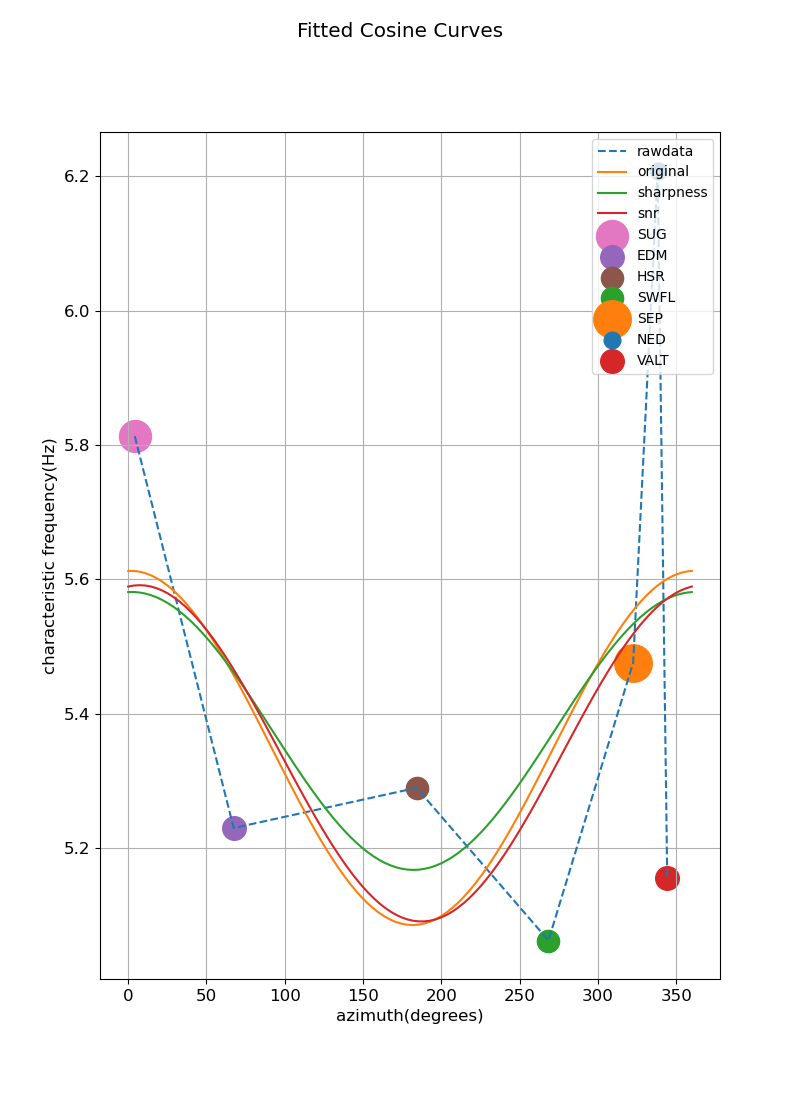 Fitted Cosine Curves
rawdata
original
sharpness
snr
SUG
EDM
HSR
SWFL
SEP
NED
VALT
6.2
6.0
5.8
5.6
5.4
5.2
characteristic frequency(Hz)
0 50 100 150 200 250 300 350
azimuth(degrees)